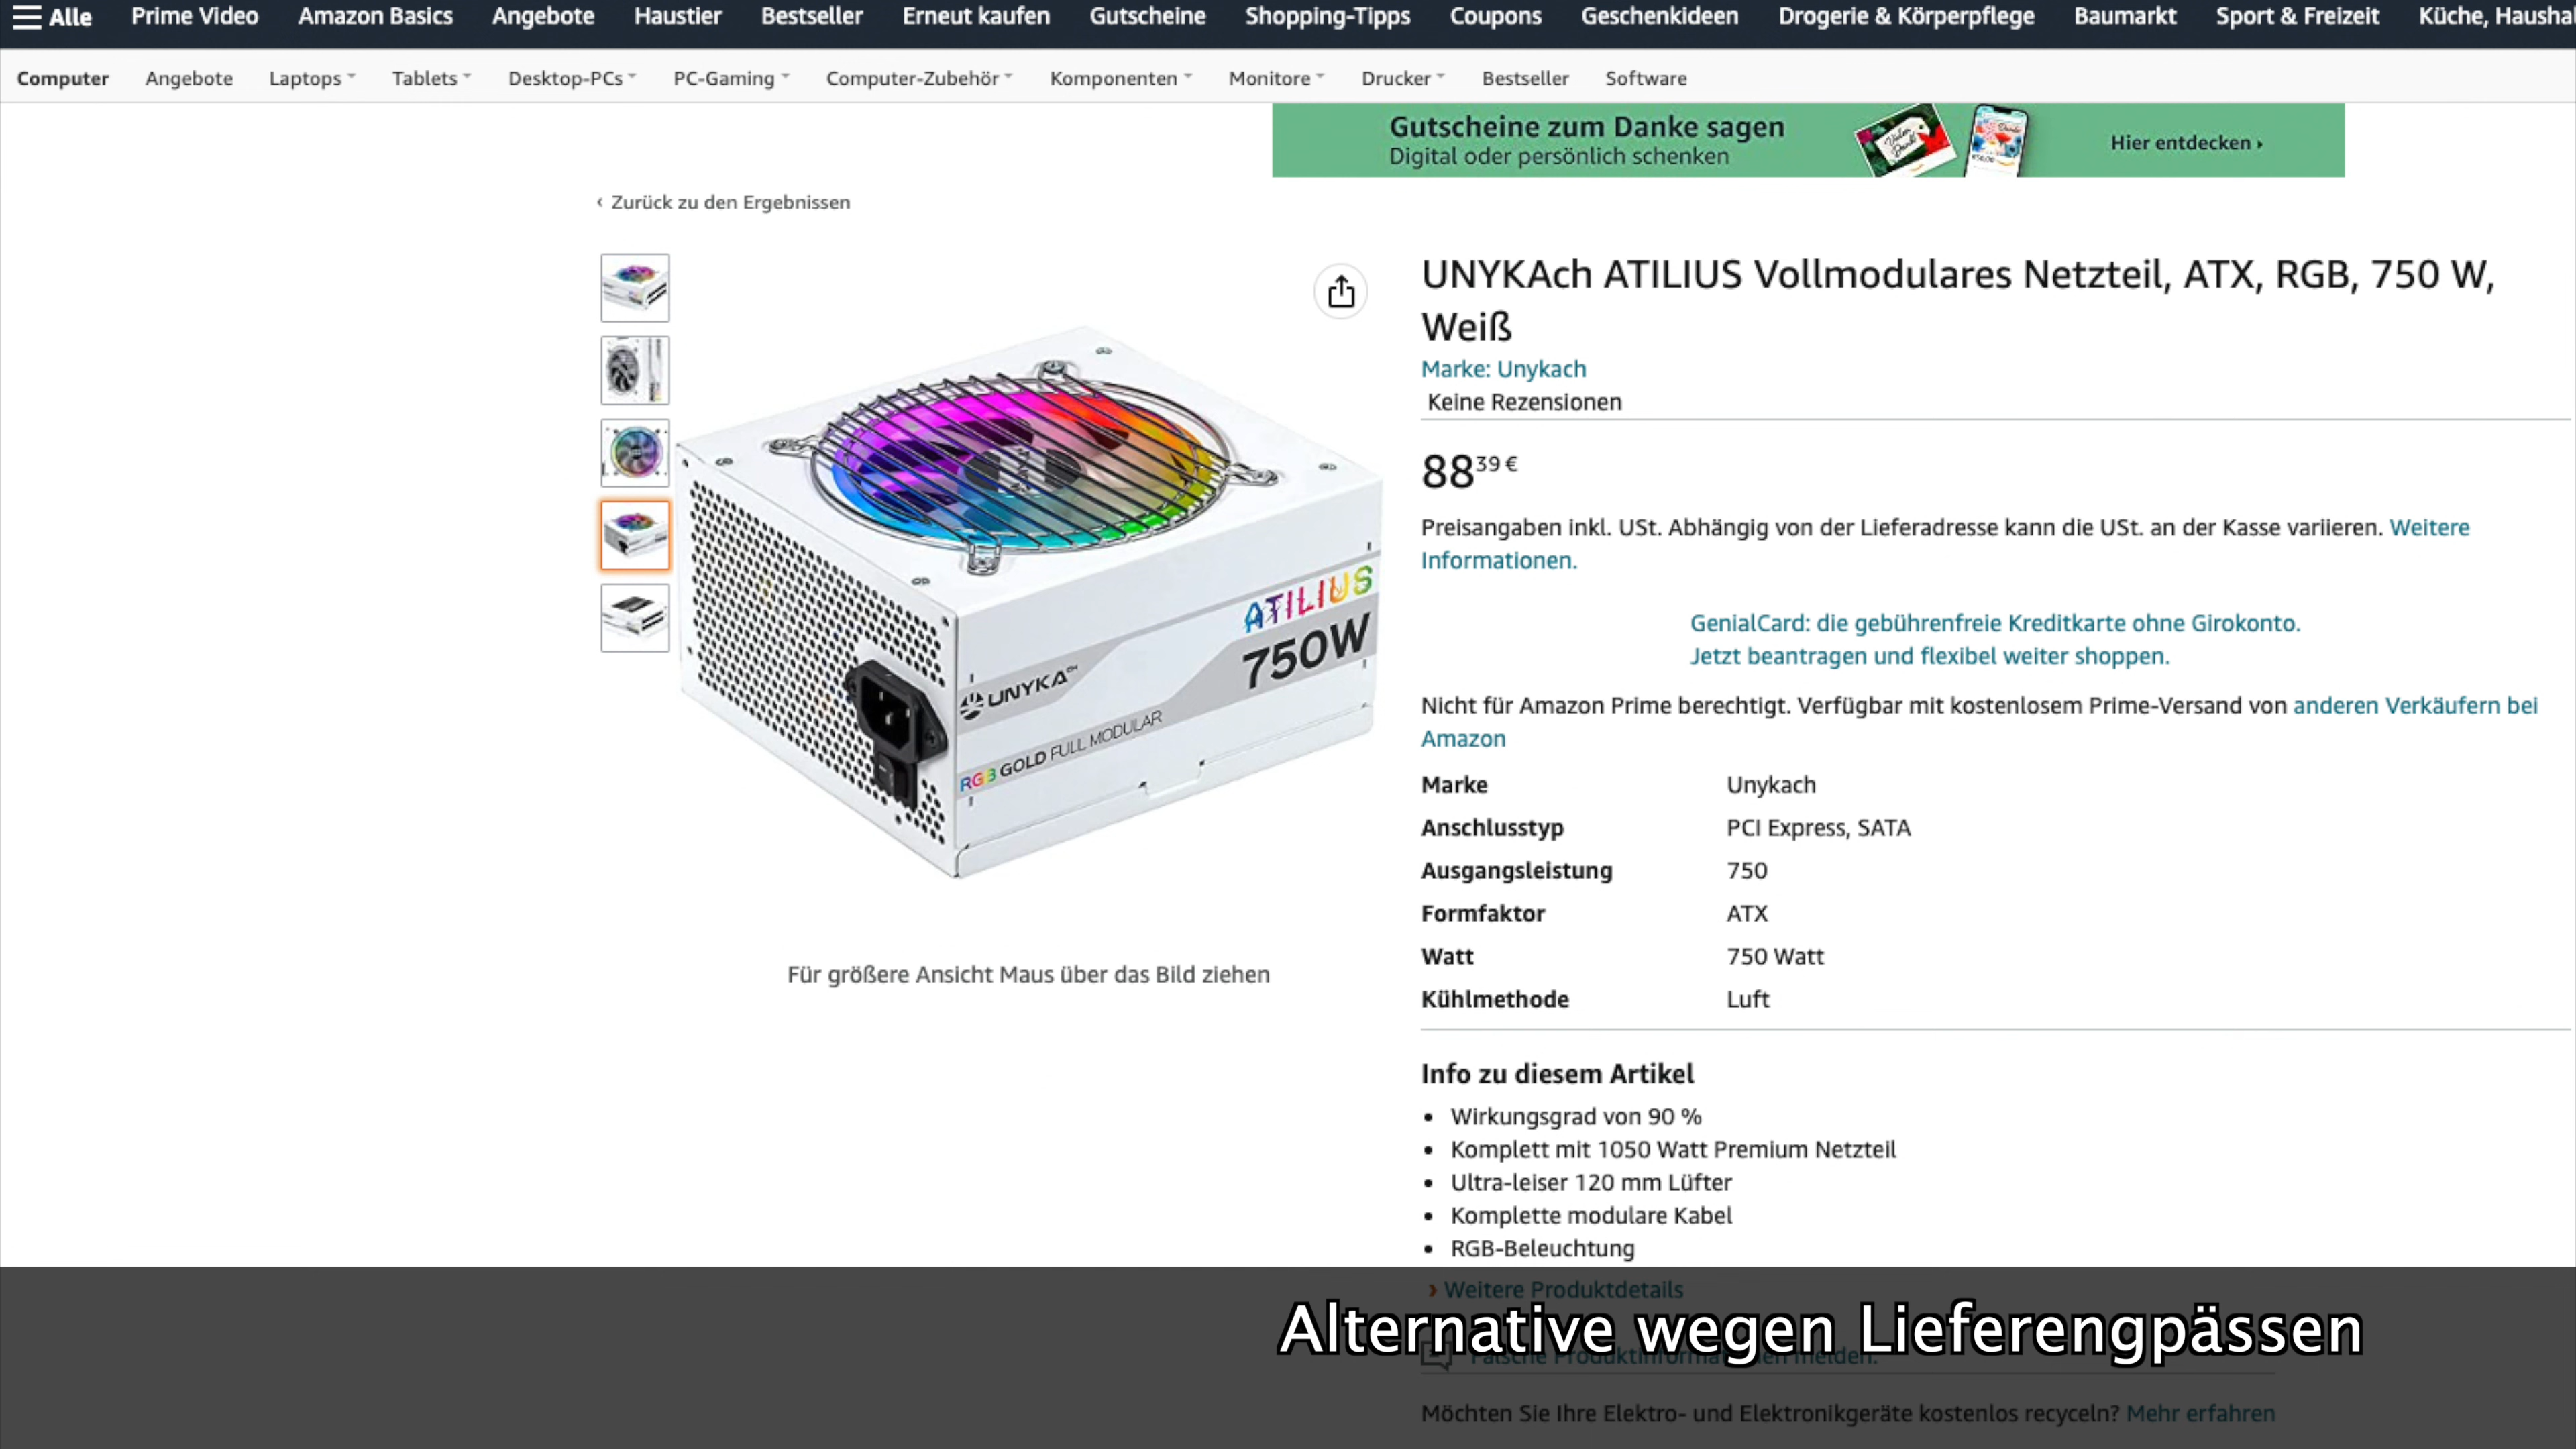 Alle Prime Video Amazon Basics Angebote Haustier Bestseller Erneut kaufen Gutscheine Shopping-Tipps Coupons Geschenkideen Drogerie & Körperpflege Baumarkt Sport & Freizeit Küche, Haushal
Computer Angebote Laptops Tablets Desktop-PCs PC-Gaming Computer-Zubehör Komponenten Monitore Drucker Bestseller Software
Gutscheine zum Danke sagen
Digital oder persönlich schenken
Hier entdecken ›
‹ Zurück zu den Ergebnissen
ATILIUS
750W
UNYKACH
RGB GOLD FULL MODULAR
Für größere Ansicht Maus über das Bild ziehen
UNYKAch ATILIUS Vollmodulares Netzteil, ATX, RGB, 750 W,
Weiß
Marke: Unykach
Keine Rezensionen
88 39 €
Preisangaben inkl. USt. Abhängig von der Lieferadresse kann die USt. an der Kasse variieren. Weitere
Informationen.
GenialCard: die gebührenfreie Kreditkarte ohne Girokonto.
Jetzt beantragen und flexibel weiter shoppen.
Nicht für Amazon Prime berechtigt. Verfügbar mit kostenlosem Prime-Versand von anderen Verkäufern bei
Amazon
Marke Unykach
Anschlusstyp PCI Express, SATA
Ausgangsleistung 750
Formfaktor ATX
Watt 750 Watt
Kühlmethode Luft
Info zu diesem Artikel
• Wirkungsgrad von 90 %
• Komplett mit 1050 Watt Premium Netzteil
• Ultra-leiser 120 mm Lüfter
• Komplette modulare Kabel
• RGB-Beleuchtung
› Weitere Produktdetails
Alternative wegen Lieferengpässen
Falsche Produktinformationen melden.
Möchten Sie Ihre Elektro- und Elektronikgeräte kostenlos recyceln? Mehr erfahren